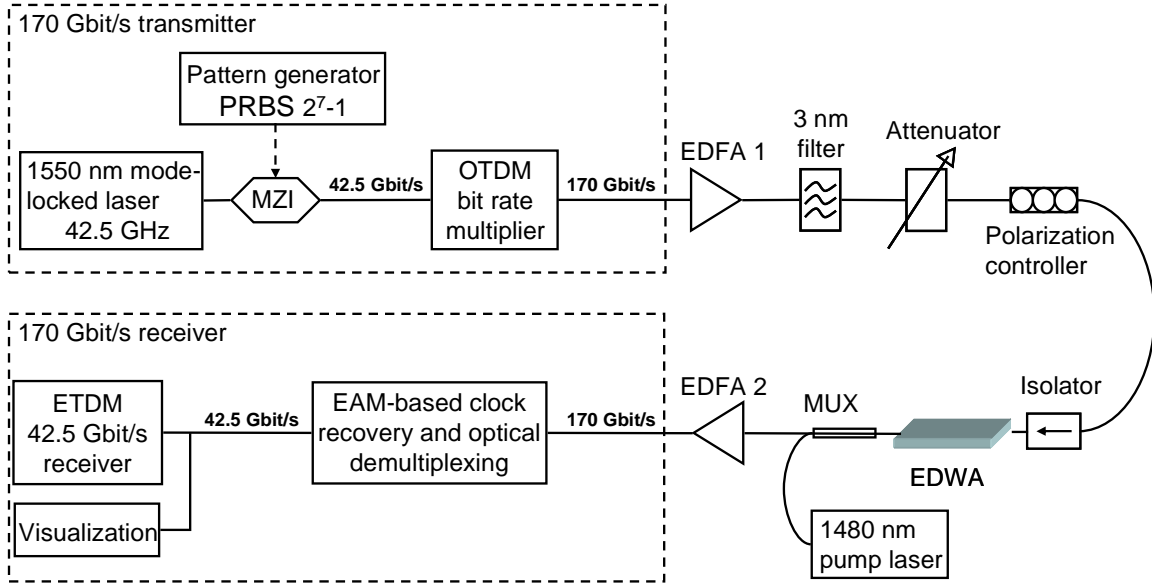 170 Gbit/s transmitter
Pattern generator
PRBS 2⁷-1
1550 nm mode-
locked laser
42.5 GHz
MZI
42.5 Gbit/s
OTDM
bit rate
multiplier
170 Gbit/s
EDFA 1
3 nm
filter
Attenuator
Polarization
controller
170 Gbit/s receiver
ETDM
42.5 Gbit/s
receiver
Visualization
42.5 Gbit/s
EAM-based clock
recovery and optical
demultiplexing
170 Gbit/s
EDFA 2
MUX
Isolator
EDWA
1480 nm
pump laser